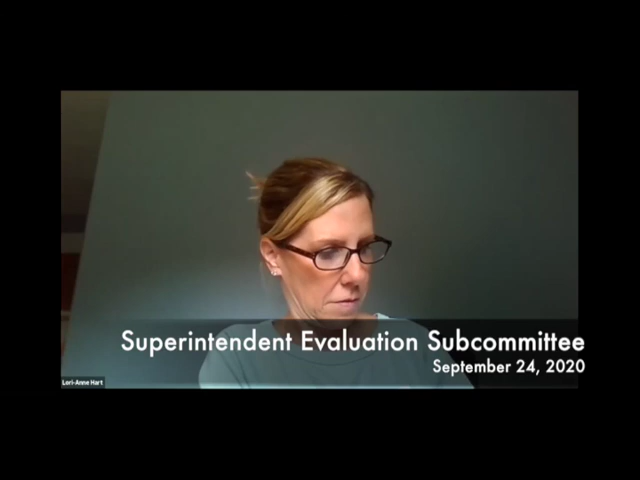 Superintendent Evaluation Subcommittee
September 24, 2020
Lori-Anne Hart